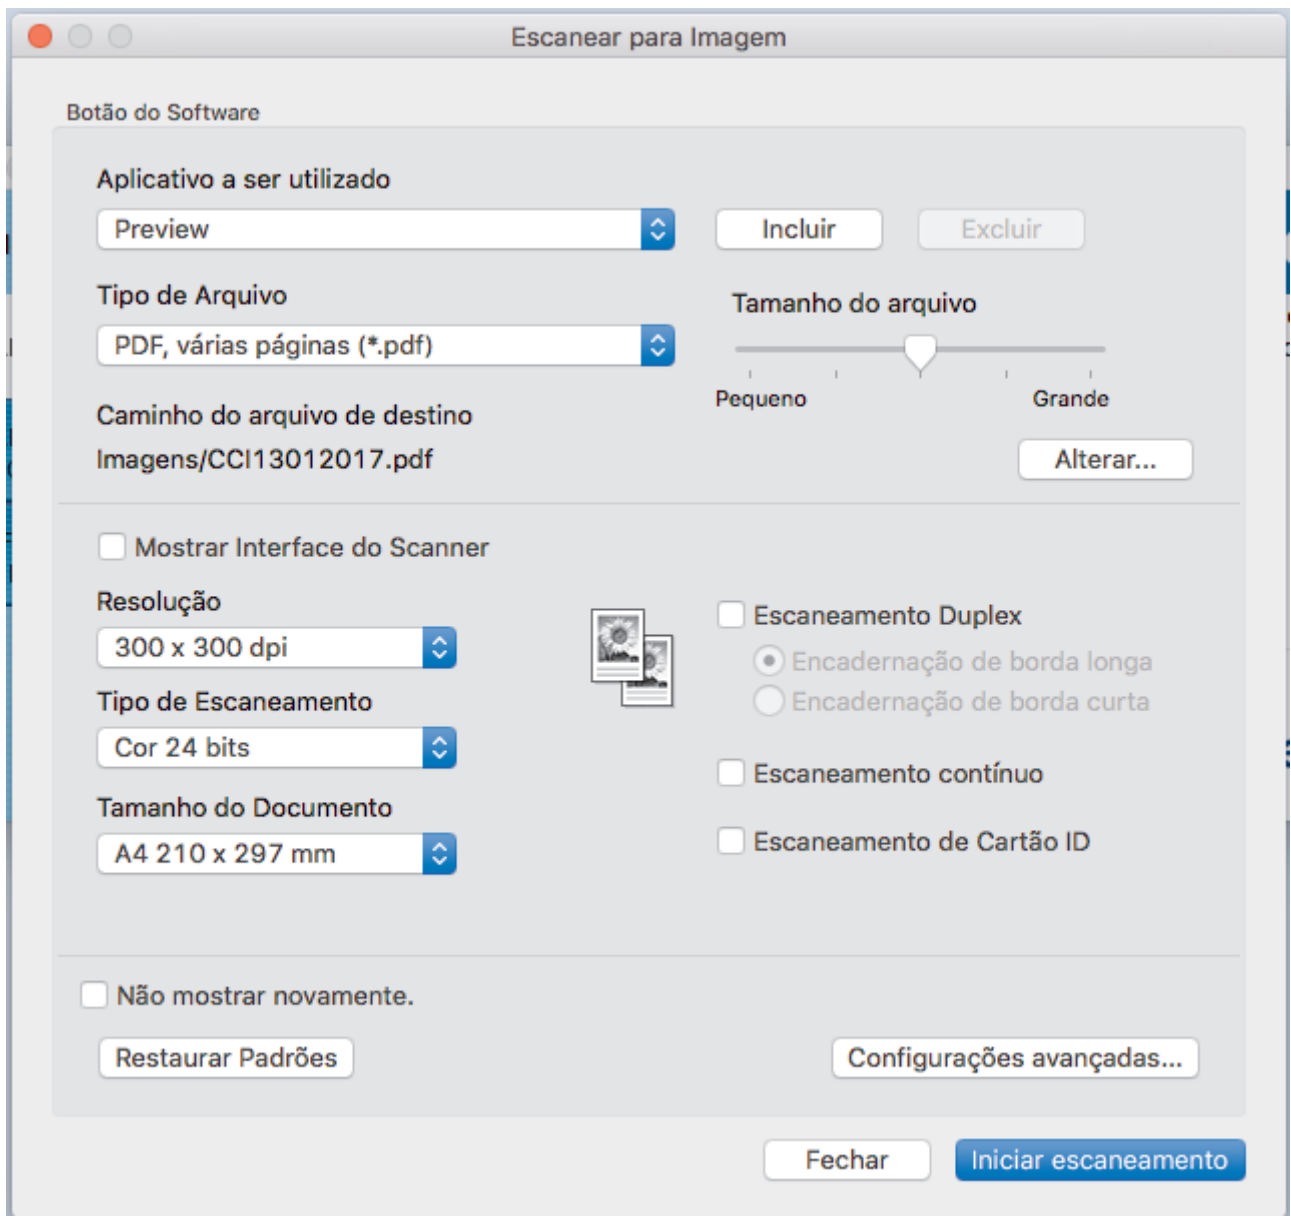 Escanear para Imagem
Botão do Software
Aplicativo a ser utilizado
Preview
Incluir
Excluir
Tipo de Arquivo
Tamanho do arquivo
PDF, várias páginas (*.pdf)
Pequeno
Grande
Caminho do arquivo de destino
Imagens/CCI13012017.pdf
Alterar...
Mostrar Interface do Scanner
Resolução
300 x 300 dpi
Escaneamento Duplex
Encadernação de borda longa
Encadernação de borda curta
Tipo de Escaneamento
Cor 24 bits
Escaneamento contínuo
Tamanho do Documento
A4 210 x 297 mm
Escaneamento de Cartão ID
Não mostrar novamente.
Restaurar Padrões
Configurações avançadas...
Fechar
Iniciar escaneamento